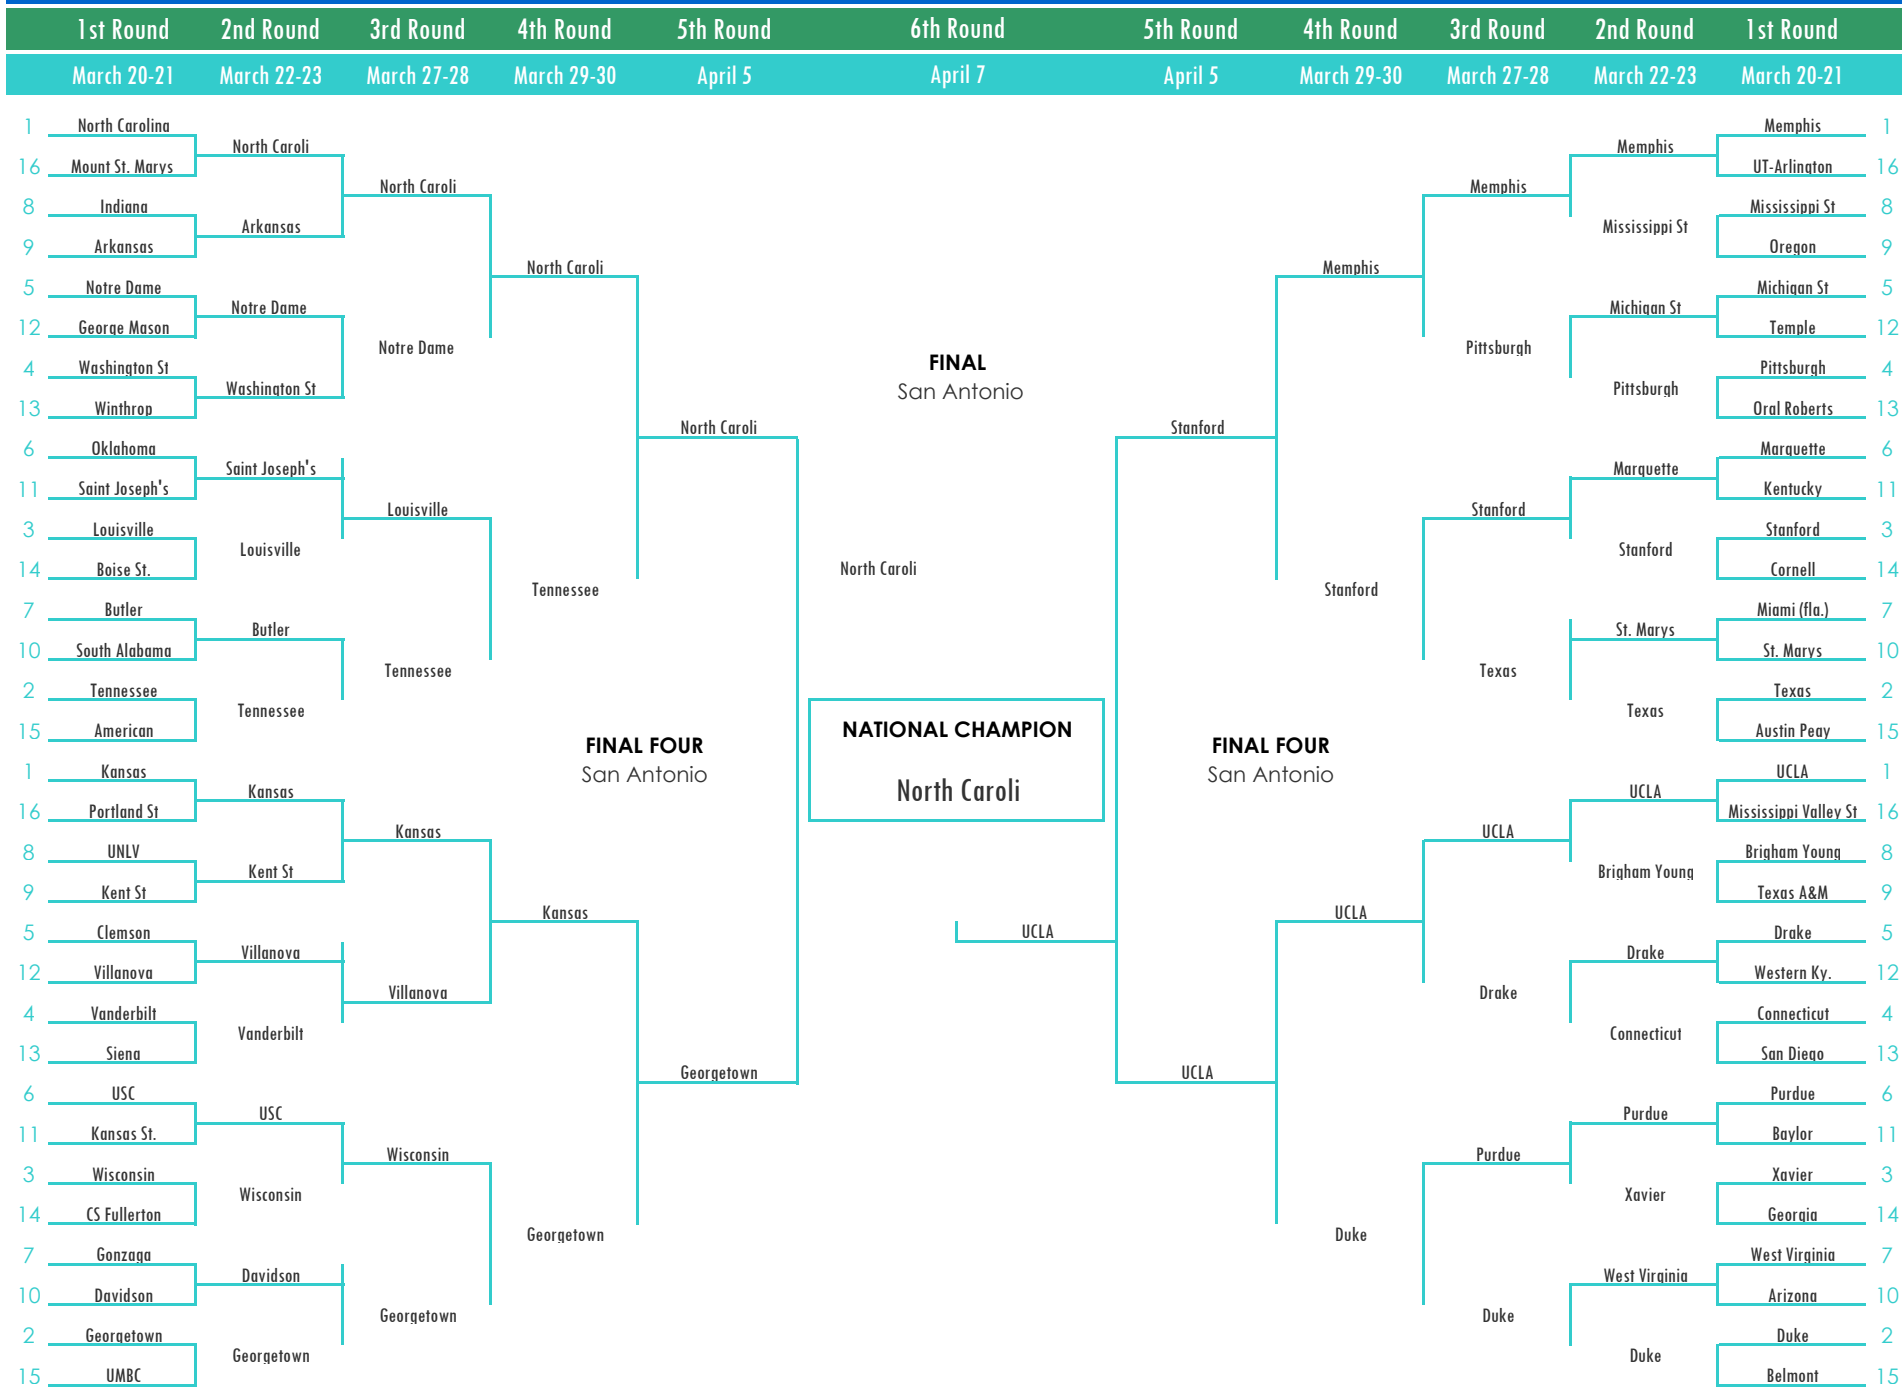 1st Round 2nd Round 3rd Round 4th Round 5th Round 6th Round 5th Round 4th Round 3rd Round 2nd Round 1st Round
March 20-21 March 22-23 March 27-28 March 29-30 April 5 April 7 April 5 March 29-30 March 27-28 March 22-23 March 20-21
1 North Carolina Memphis 1
North Caroli Memphis
16 Mount St. Marys UT-Arlington 16
North Caroli Memphis
8 Indiana Mississippi St 8
Arkansas Mississippi St
9 Arkansas Oregon 9
North Caroli Memphis
5 Notre Dame Michigan St 5
Notre Dame Michigan St
12 George Mason Temple 12
Notre Dame Pittsburgh
FINAL
4 Washington St Pittsburgh 4
San Antonio
Washington St Pittsburgh
13 Winthrop Oral Roberts 13
North Caroli Stanford
6 Oklahoma Marquette 6
Saint Joseph's Marquette
11 Saint Joseph's Kentucky 11
Louisville Stanford
3 Louisville Stanford 3
Louisville Stanford
14 Boise St. North Caroli Cornell 14
Tennessee Stanford
7 Butler Miami (fla.) 7
Butler St. Marys
10 South Alabama St. Marys 10
Tennessee Texas
2 Tennessee Texas 2
Tennessee Texas
15 American NATIONAL CHAMPION Austin Peay 15
FINAL FOUR FINAL FOUR
San Antonio San Antonio
1 Kansas UCLA 1
Kansas North Caroli UCLA
16 Portland St Mississippi Valley St 16
Kansas UCLA
8 UNLV Brigham Young 8
Kent St Brigham Young
9 Kent St Texas A&M 9
Kansas UCLA
5 Clemson UCLA Drake 5
Villanova Drake
12 Villanova Western Ky. 12
Villanova Drake
4 Vanderbilt Connecticut 4
Vanderbilt Connecticut
13 Siena San Diego 13
Georgetown UCLA
6 USC Purdue 6
USC Purdue
11 Kansas St. Baylor 11
Wisconsin Purdue
3 Wisconsin Xavier 3
Wisconsin Xavier
14 CS Fullerton Georgia 14
Georgetown Duke
7 Gonzaga West Virginia 7
Davidson West Virginia
10 Davidson Arizona 10
Georgetown Duke
2 Georgetown Duke 2
Georgetown Duke
15 UMBC Belmont 15